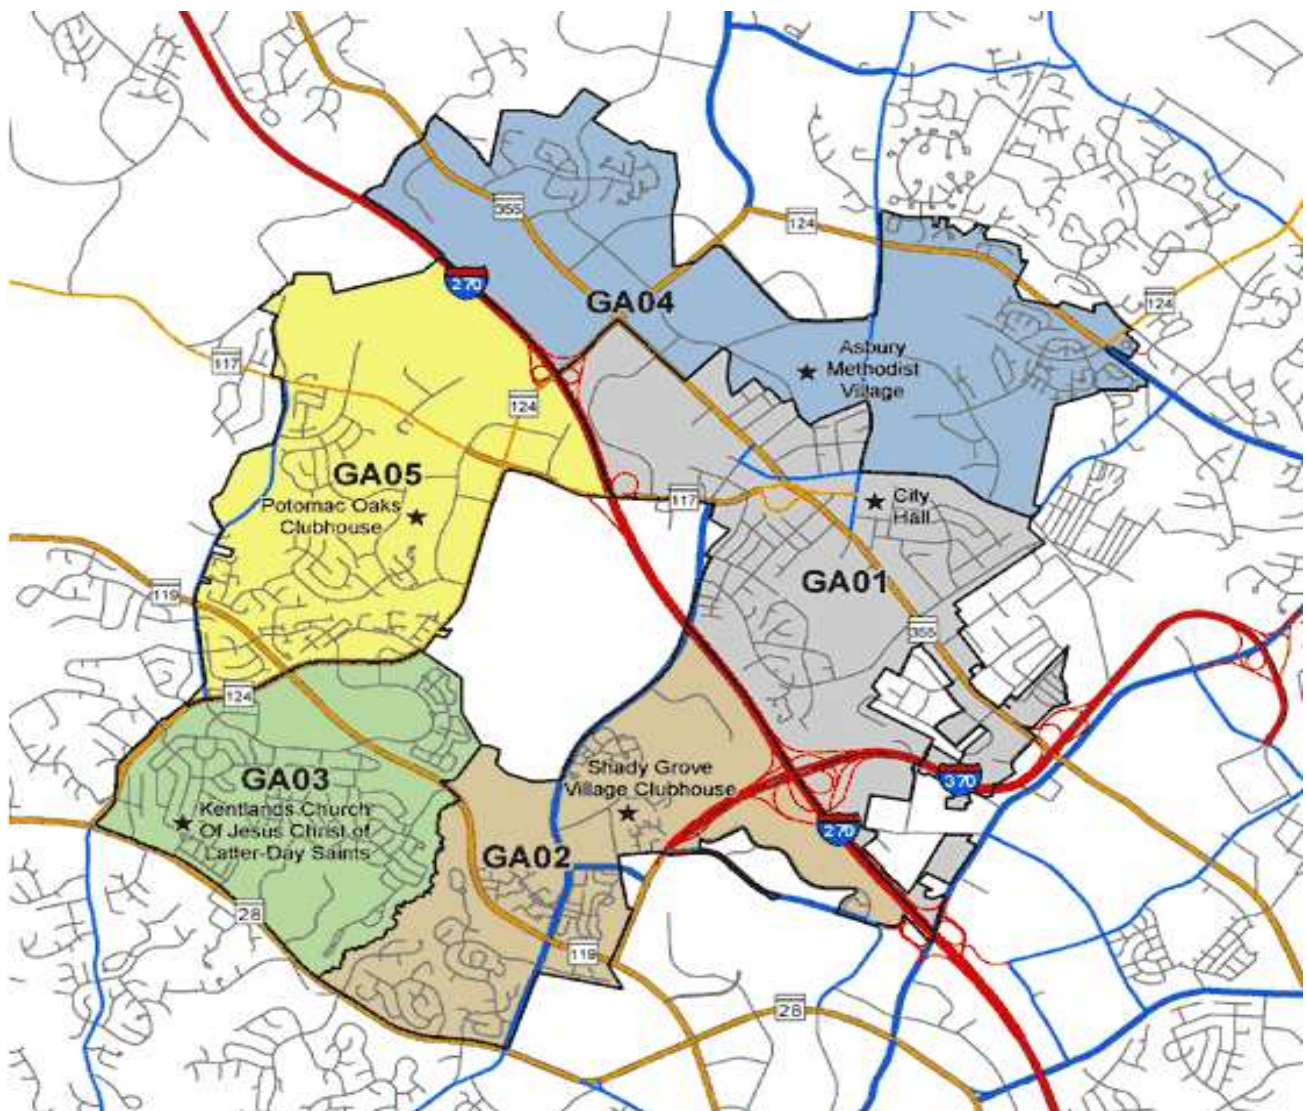 355
124
270
GA04
124
117
Asbury
Methodist
Village
124
GA05
Potomac Oaks
Clubhouse
117
City
Hall
GA01
119
355
124
GA03
Kentlands Church
Of Jesus Christ of
Latter-Day Saints
Shady Grove
Village Clubhouse
370
270
GA02
28
119
28